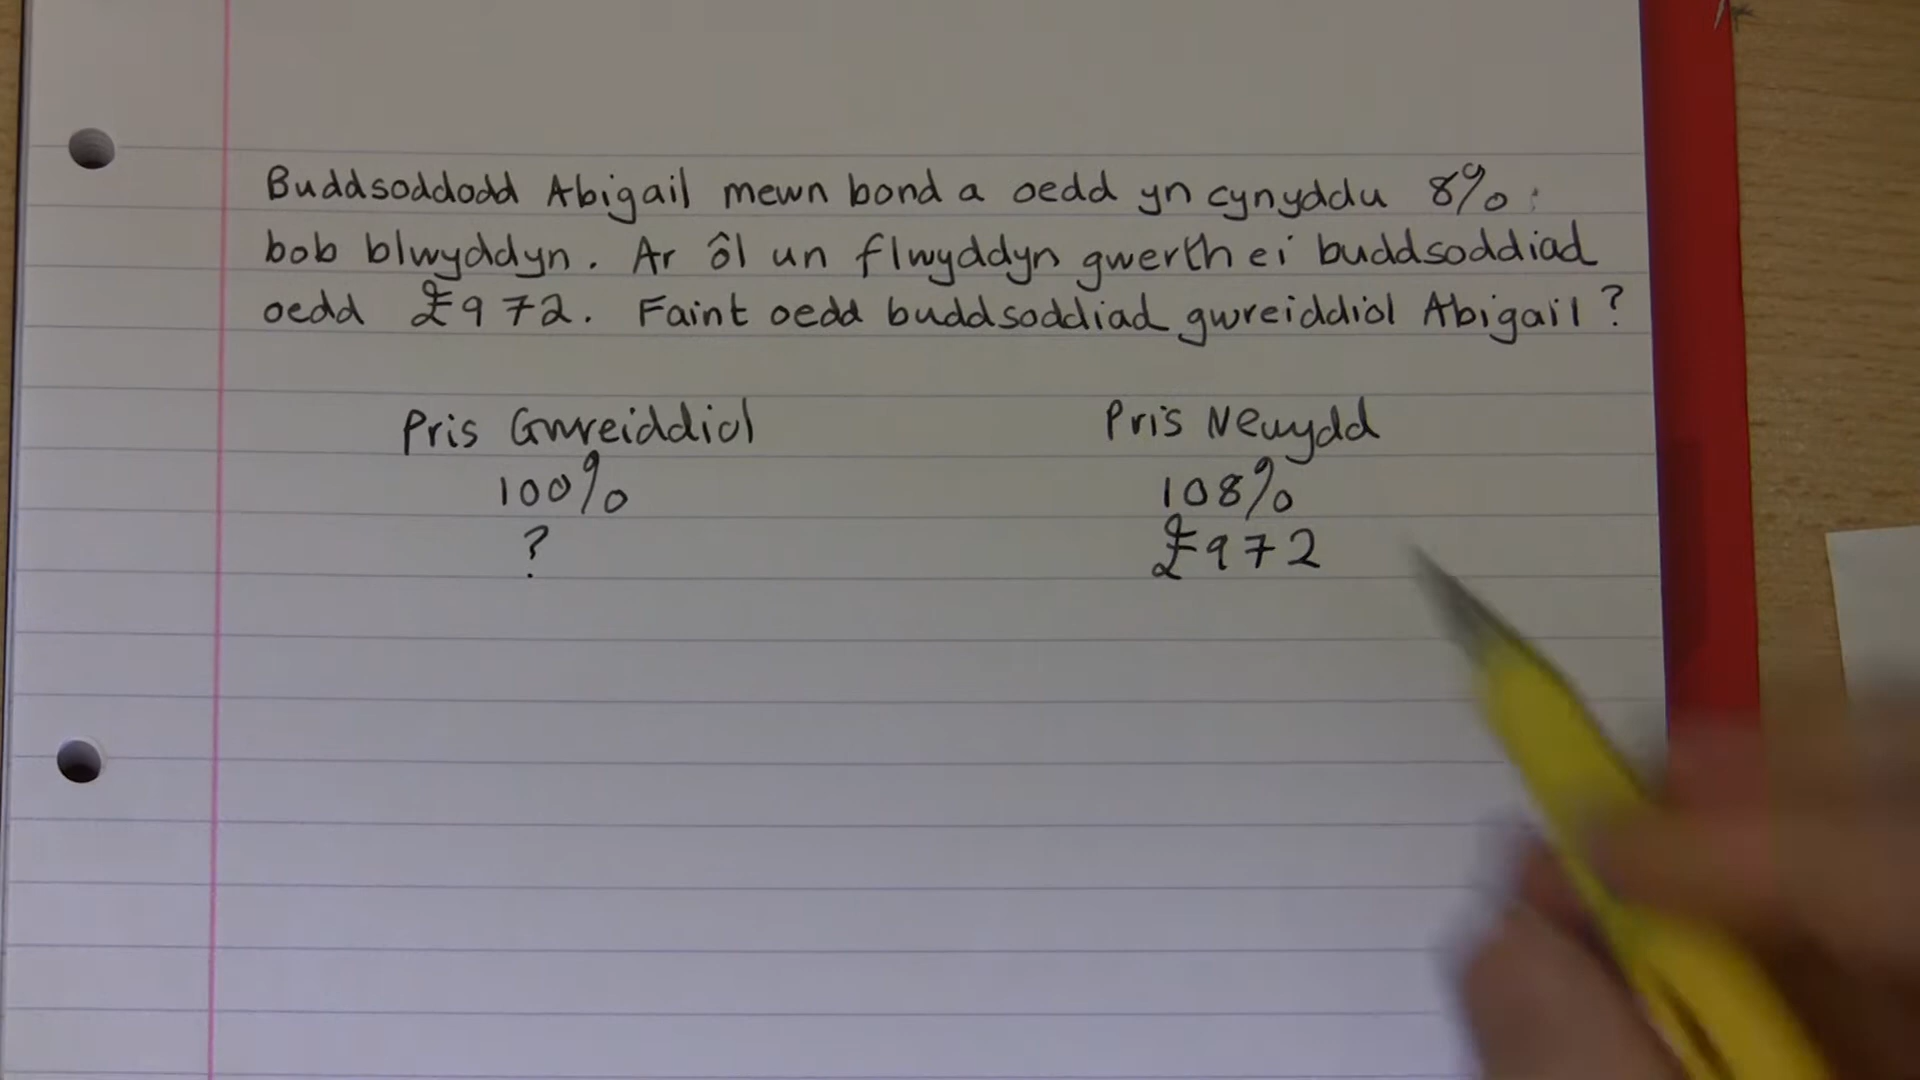 Buddsoddodd Abigail mewn bond a oedd yn cynyddu 8%
bob blwyddyn. Ar ôl un flwyddyn gwerth ei buddsoddiad
oedd £972. Faint oedd buddsoddiad gwreiddiol Abigail?
Pris Gwreiddiol Pris Newydd
100% 108%
? £972